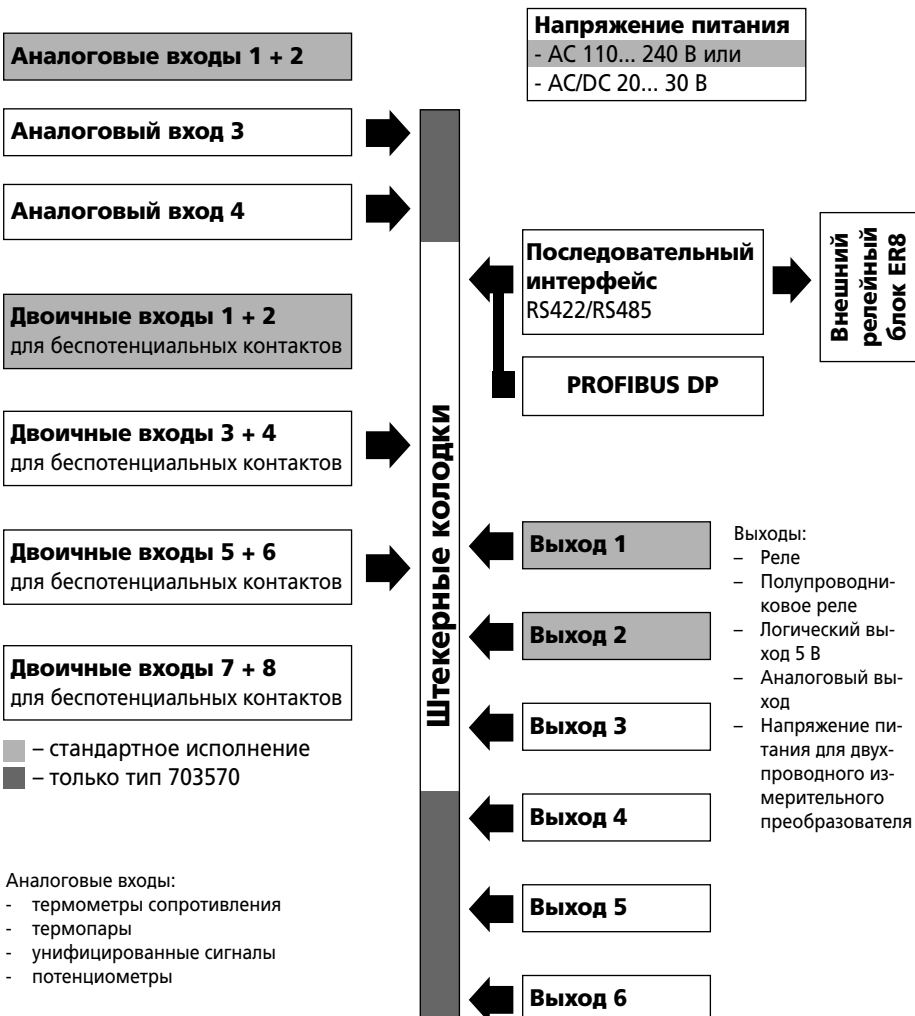 Аналоговые входы 1 + 2
Напряжение питания
- AC 110... 240 В или
- AC/DC 20... 30 В
Аналоговый вход 3
Аналоговый вход 4
Последовательный
интерфейс
RS422/RS485
Внешний
релейный
блок ER8
PROFIBUS DP
Двоичные входы 1 + 2
для беспотенциальных контактов
Двоичные входы 3 + 4
для беспотенциальных контактов
Двоичные входы 5 + 6
для беспотенциальных контактов
Двоичные входы 7 + 8
для беспотенциальных контактов
– стандартное исполнение
– только тип 703570
Штекерные колодки
Выход 1
Выход 2
Выход 3
Выход 4
Выход 5
Выход 6
Выходы:
– Реле
– Полупроводни-
ковое реле
– Логический вы-
ход 5 В
– Аналоговый вы-
ход
– Напряжение пи-
тания для двух-
проводного из-
мерительного
преобразователя
Аналоговые входы:
- термометры сопротивления
- термопары
- унифицированные сигналы
- потенциометры